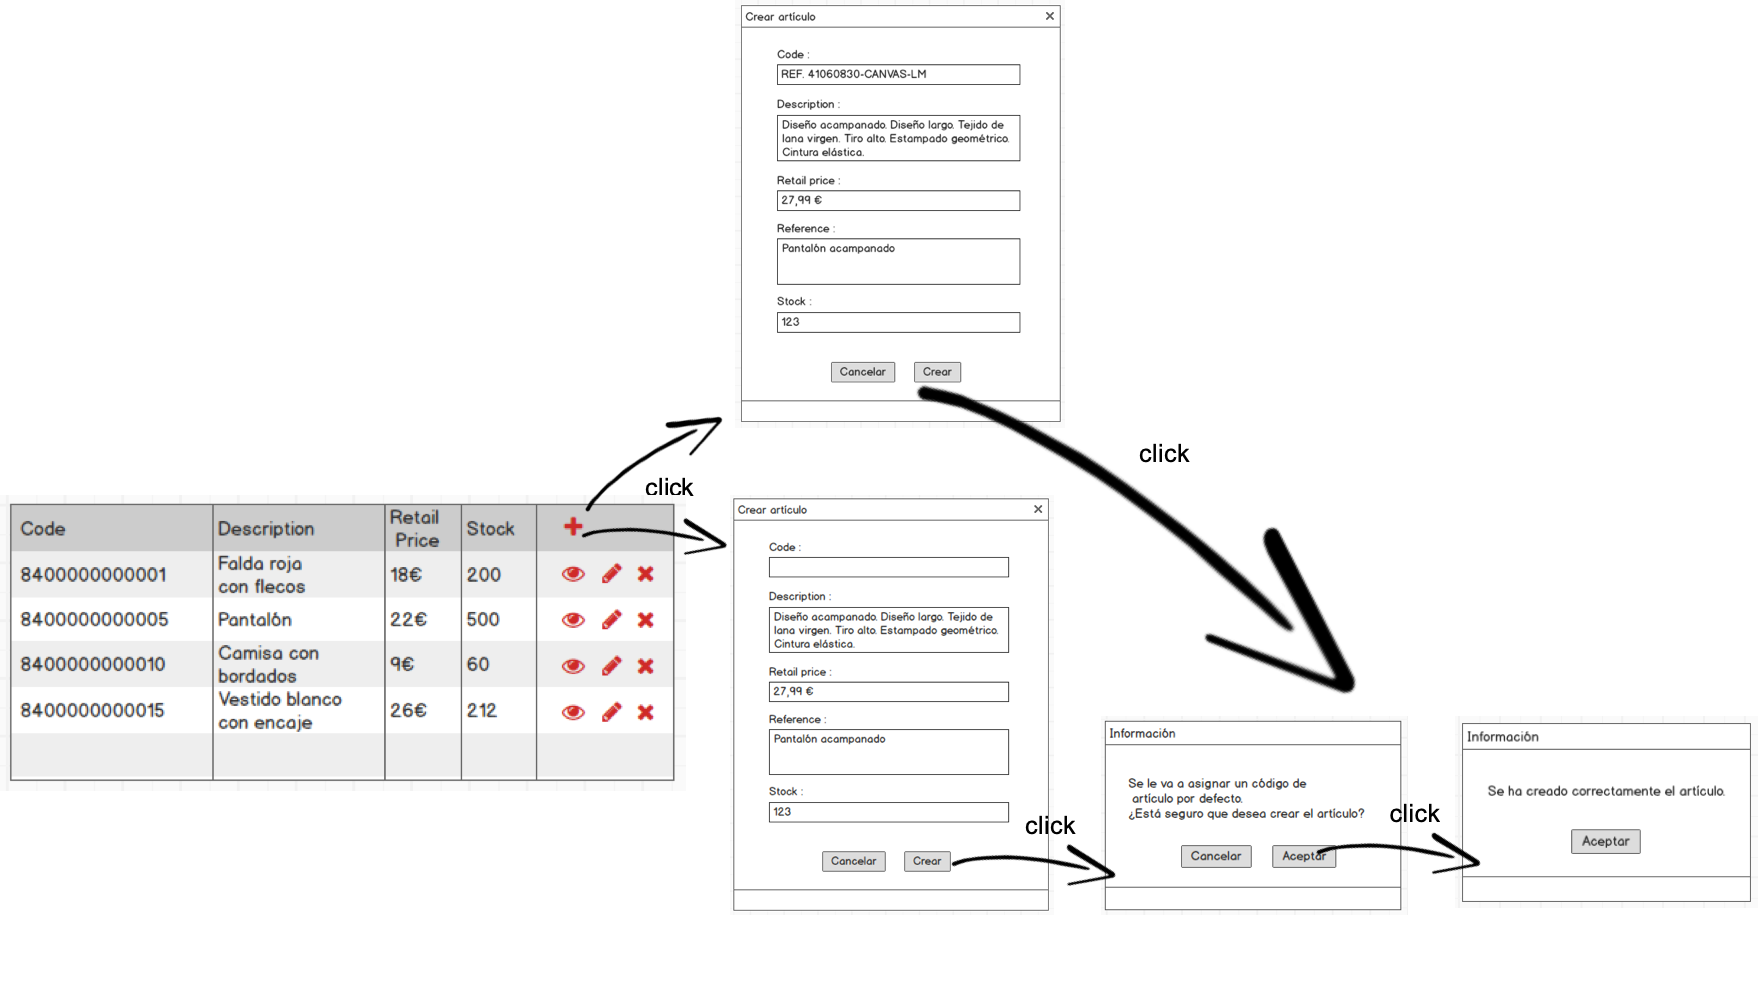 Crear artículo
Code :
REF. 41060830-CANVAS-LM
Description :
Diseño acampanado. Diseño largo. Tejido de
lana virgen. Tiro alto. Estampado geométrico.
Cintura elástica.
Retail price :
27,99 €
Reference :
Pantalón acampanado
Stock :
123
Cancelar Crear
click
click
Code Description Retail Price Stock
8400000000001 Falda roja con flecos 18€ 200
8400000000005 Pantalón 22€ 500
8400000000010 Camisa con bordados 9€ 60
8400000000015 Vestido blanco con encaje 26€ 212
Crear artículo
Code :
Description :
Diseño acampanado. Diseño largo. Tejido de
lana virgen. Tiro alto. Estampado geométrico.
Cintura elástica.
Retail price :
27,99 €
Reference :
Pantalón acampanado
Stock :
123
Cancelar Crear
click
Información
Se le va a asignar un código de
artículo por defecto.
¿Está seguro que desea crear el artículo?
Cancelar Aceptar
click
Información
Se ha creado correctamente el artículo.
Aceptar